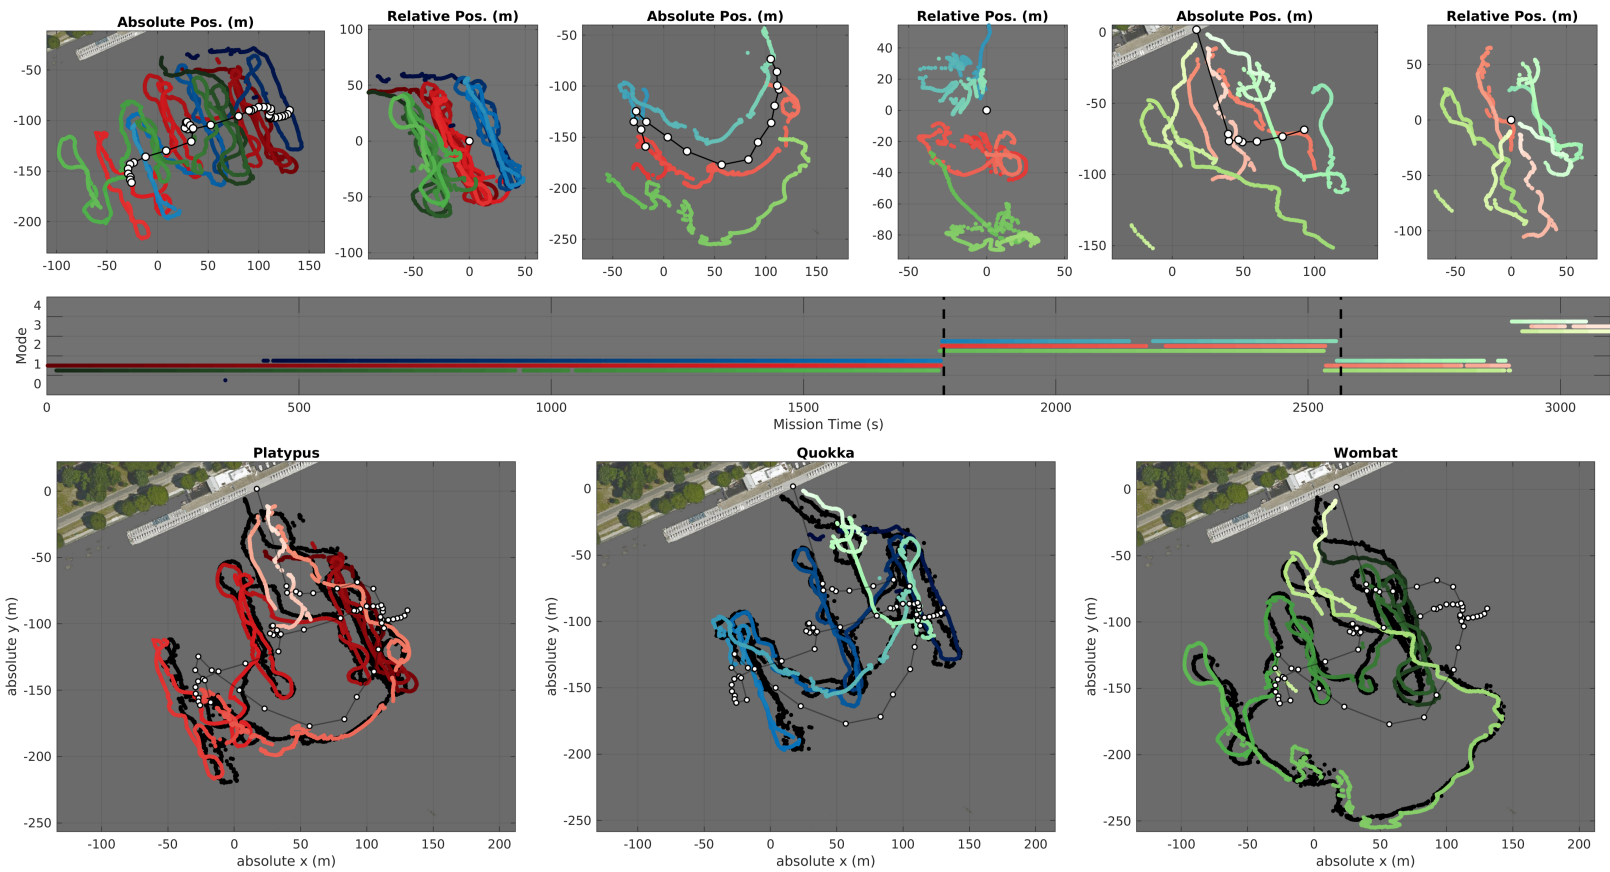 Absolute Pos. (m) Relative Pos. (m) Absolute Pos. (m) Relative Pos. (m) Absolute Pos. (m) Relative Pos. (m)
-50 -100 -150 -200
-100 -50 0 50 100 150
100 50 0 -50 -100
0 50
-50 -100 -150 -200 -250
-50 0 50 100 150
40 20 0 -20 -40 -60 -80
-50 0 50
0 -50 -100 -150
0 50 100
50 0 -50 -100
-50 0 50
Mode
4
3
2
1
0
0 500 1000 1500 2000 2500 3000
Mission Time (s)
Platypus Quokka Wombat
absolute y (m)
0 -50 -100 -150 -200 -250
-100 -50 0 50 100 150 200
absolute x (m)
absolute y (m)
0 -50 -100 -150 -200 -250
-100 -50 0 50 100 150 200
absolute x (m)
absolute y (m)
0 -50 -100 -150 -200 -250
-100 -50 0 50 100 150 200
absolute x (m)